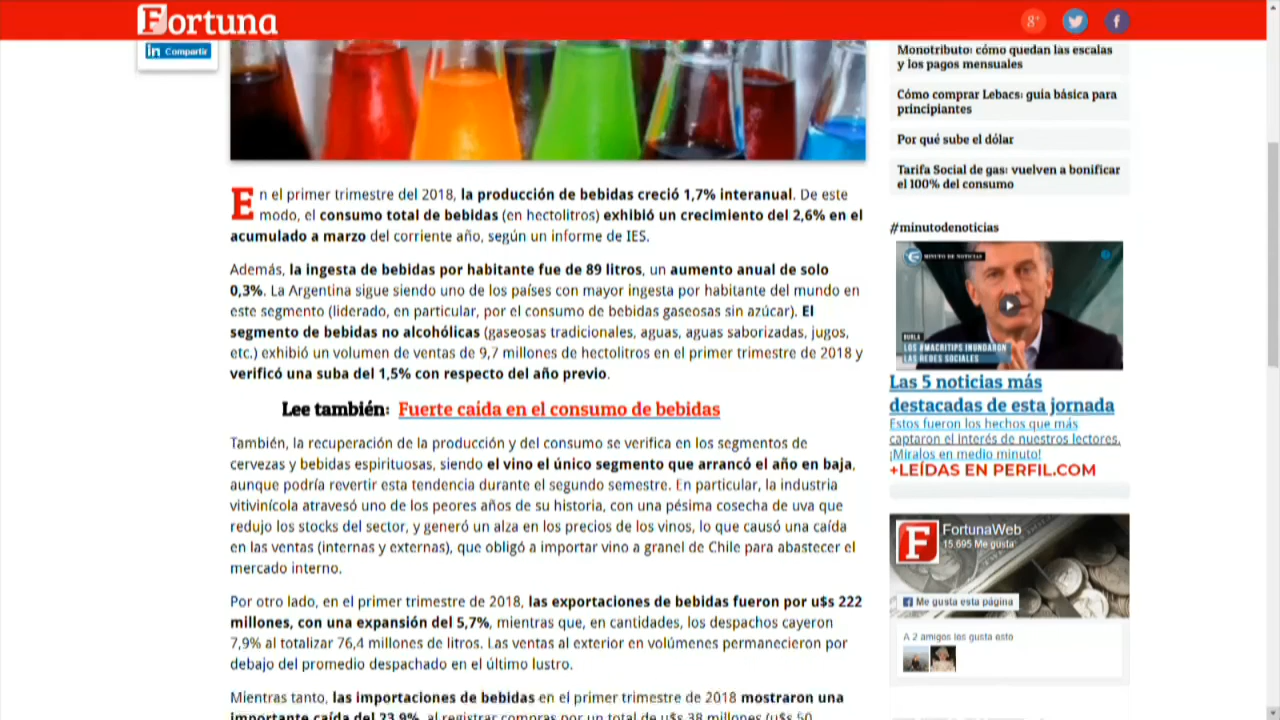 Fortuna
in Compartir
En el primer trimestre del 2018, la producción de bebidas creció 1,7% interanual. De este
modo, el consumo total de bebidas (en hectolitros) exhibió un crecimiento del 2,6% en el
acumulado a marzo del corriente año, según un informe de IES.
Además, la ingesta de bebidas por habitante fue de 89 litros, un aumento anual de solo
0,3%. La Argentina sigue siendo uno de los países con mayor ingesta por habitante del mundo en
este segmento (liderado, en particular, por el consumo de bebidas gaseosas sin azúcar). El
segmento de bebidas no alcohólicas (gaseosas tradicionales, aguas, aguas saborizadas, jugos,
etc.) exhibió un volumen de ventas de 9,7 millones de hectolitros en el primer trimestre de 2018 y
verificó una suba del 1,5% con respecto del año previo.
Lee también: Fuerte caída en el consumo de bebidas
También, la recuperación de la producción y del consumo se verifica en los segmentos de
cervezas y bebidas espirituosas, siendo el vino el único segmento que arrancó el año en baja,
aunque podría revertir esta tendencia durante el segundo semestre. En particular, la industria
vitivinícola atravesó uno de los peores años de su historia, con una pésima cosecha de uva que
redujo los stocks del sector, y generó un alza en los precios de los vinos, lo que causó una caída
en las ventas (internas y externas), que obligó a importar vino a granel de Chile para abastecer el
mercado interno.
Por otro lado, en el primer trimestre de 2018, las exportaciones de bebidas fueron por u$s 222
millones, con una expansión del 5,7%, mientras que, en cantidades, los despachos cayeron
7,9% al totalizar 76,4 millones de litros. Las ventas al exterior en volúmenes permanecieron por
debajo del promedio despachado en el último lustro.
Mientras tanto, las importaciones de bebidas en el primer trimestre de 2018 mostraron una
importante caída del 23,9%, al registrar compras por un total de u$s 38 millones (u$s 50
Monotributo: cómo quedan las escalas
y los pagos mensuales
Cómo comprar Lebacs: guía básica para
principiantes
Por qué sube el dólar
Tarifa Social de gas: vuelven a bonificar
el 100% del consumo
#minutodenoticias
MINUTO DE NOTICIAS
BURLA
LOS #MACRITIPS INUNDARON
LAS REDES SOCIALES
Las 5 noticias más
destacadas de esta jornada
Estos fueron los hechos que más
captaron el interés de nuestros lectores.
¡Miralos en medio minuto!
+LEÍDAS EN PERFIL.COM
FortunaWeb
15.695 Me gusta
Me gusta esta página
A 2 amigos les gusta esto